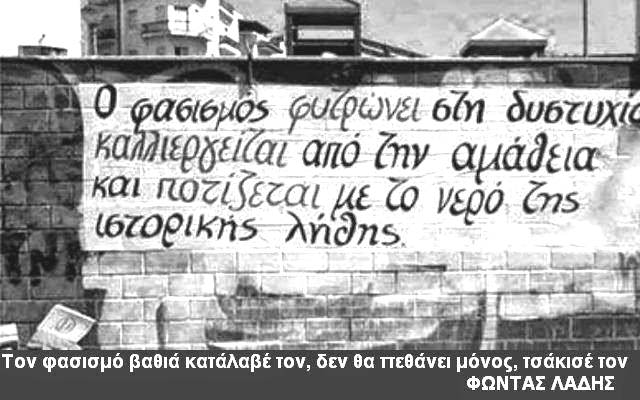 Ο φασισμός φυτρώνει στη δυστυχία
καλλιεργείται από την αμάθεια
και ποτίζεται με το νερό της
ιστορικής λήθης.
Τον φασισμό βαθιά κατάλαβέ τον, δεν θα πεθάνει μόνος, τσάκισέ τον
ΦΩΝΤΑΣ ΛΑΔΗΣ